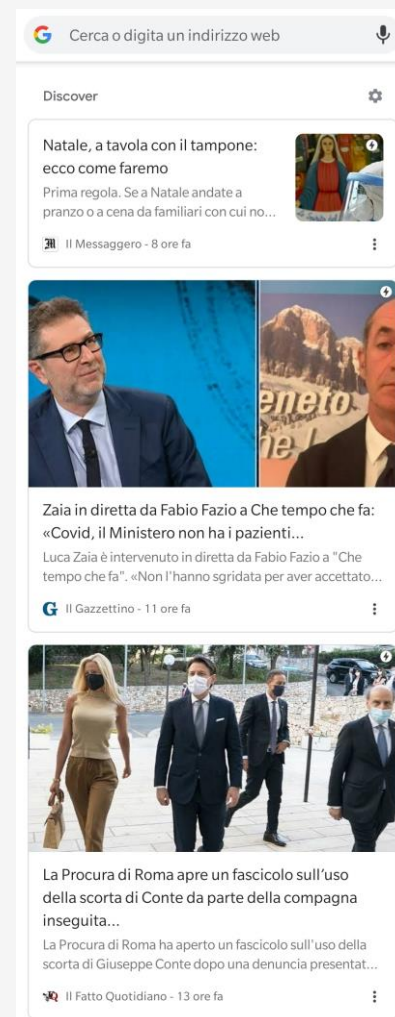 Cerca o digita un indirizzo web
Discover
Natale, a tavola con il tampone:
ecco come faremo
Prima regola. Se a Natale andate a
pranzo o a cena da familiari con cui no...
Il Messaggero - 8 ore fa
eneto
he!
Zaia in diretta da Fabio Fazio a Che tempo che fa:
«Covid, il Ministero non ha i pazienti...
Luca Zaia è intervenuto in diretta da Fabio Fazio a "Che
tempo che fa". «Non l'hanno sgridata per aver accettato...
G Il Gazzettino - 11 ore fa
La Procura di Roma apre un fascicolo sull'uso
della scorta di Conte da parte della compagna
inseguita...
La Procura di Roma ha aperto un fascicolo sull'uso della
scorta di Giuseppe Conte dopo una denuncia presentat...
Il Fatto Quotidiano - 13 ore fa